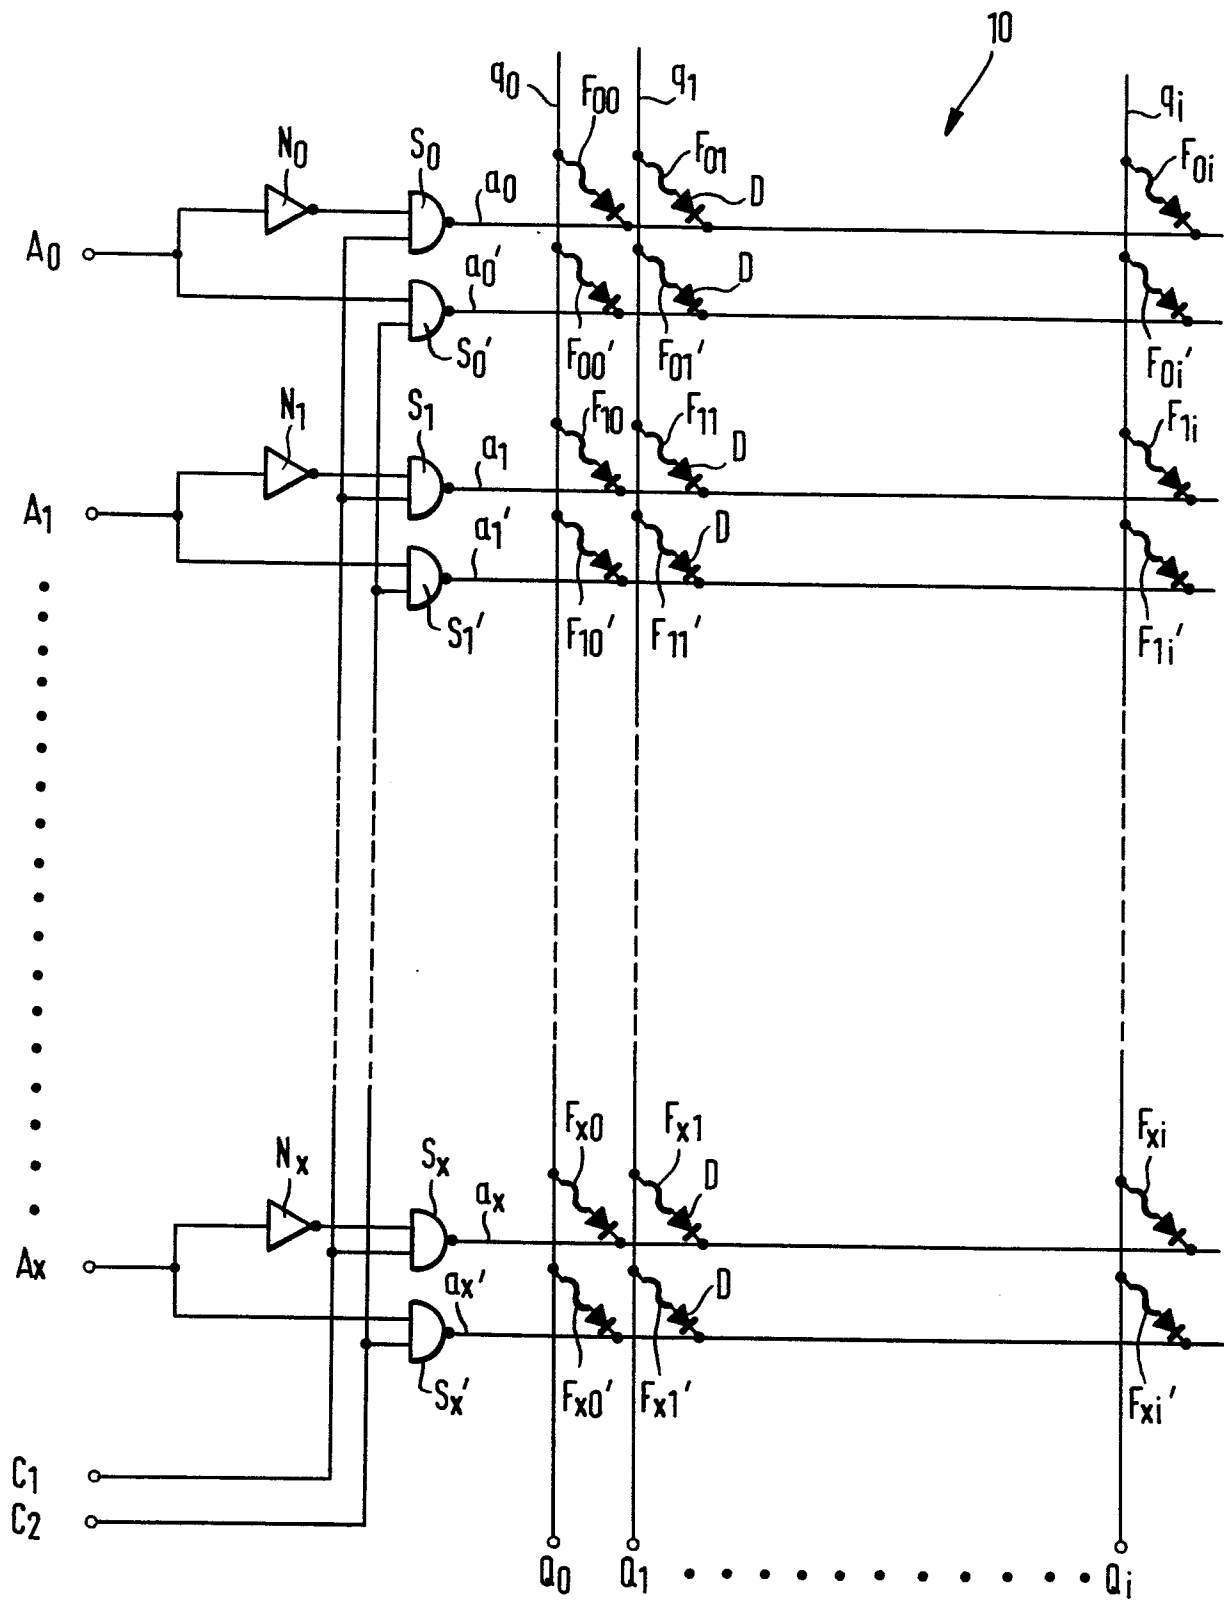 10
q0 F00 q1 qi
N0 S0 a0 F01 D F0i
A0
a0' D
S0' F00' F01' F0i'
N1 S1 a1 F10 F11 D F1i
A1
a1' D
S1' F10' F11' F1i'
Fx0 Fx1 Fxi
Nx Sx ax D
Ax
ax' D
Sx' Fx0' Fx1' Fxi'
C1
C2
Q0 Q1 Qi